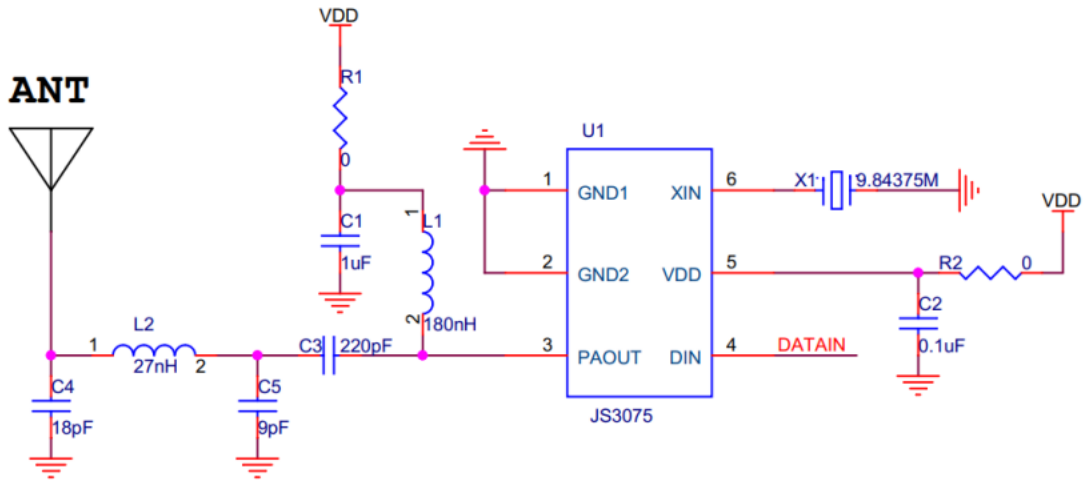 VDD
ANT
R1
0
U1
1
GND1
XIN
6
X1
9.84375M
VDD
1
L1
C1
1uF
2
GND2
VDD
5
R2
0
C2
2
180nH
L2
1
27nH
2
C3
220pF
3
PAOUT
DIN
4
DATAIN
0.1uF
C4
18pF
C5
9pF
JS3075